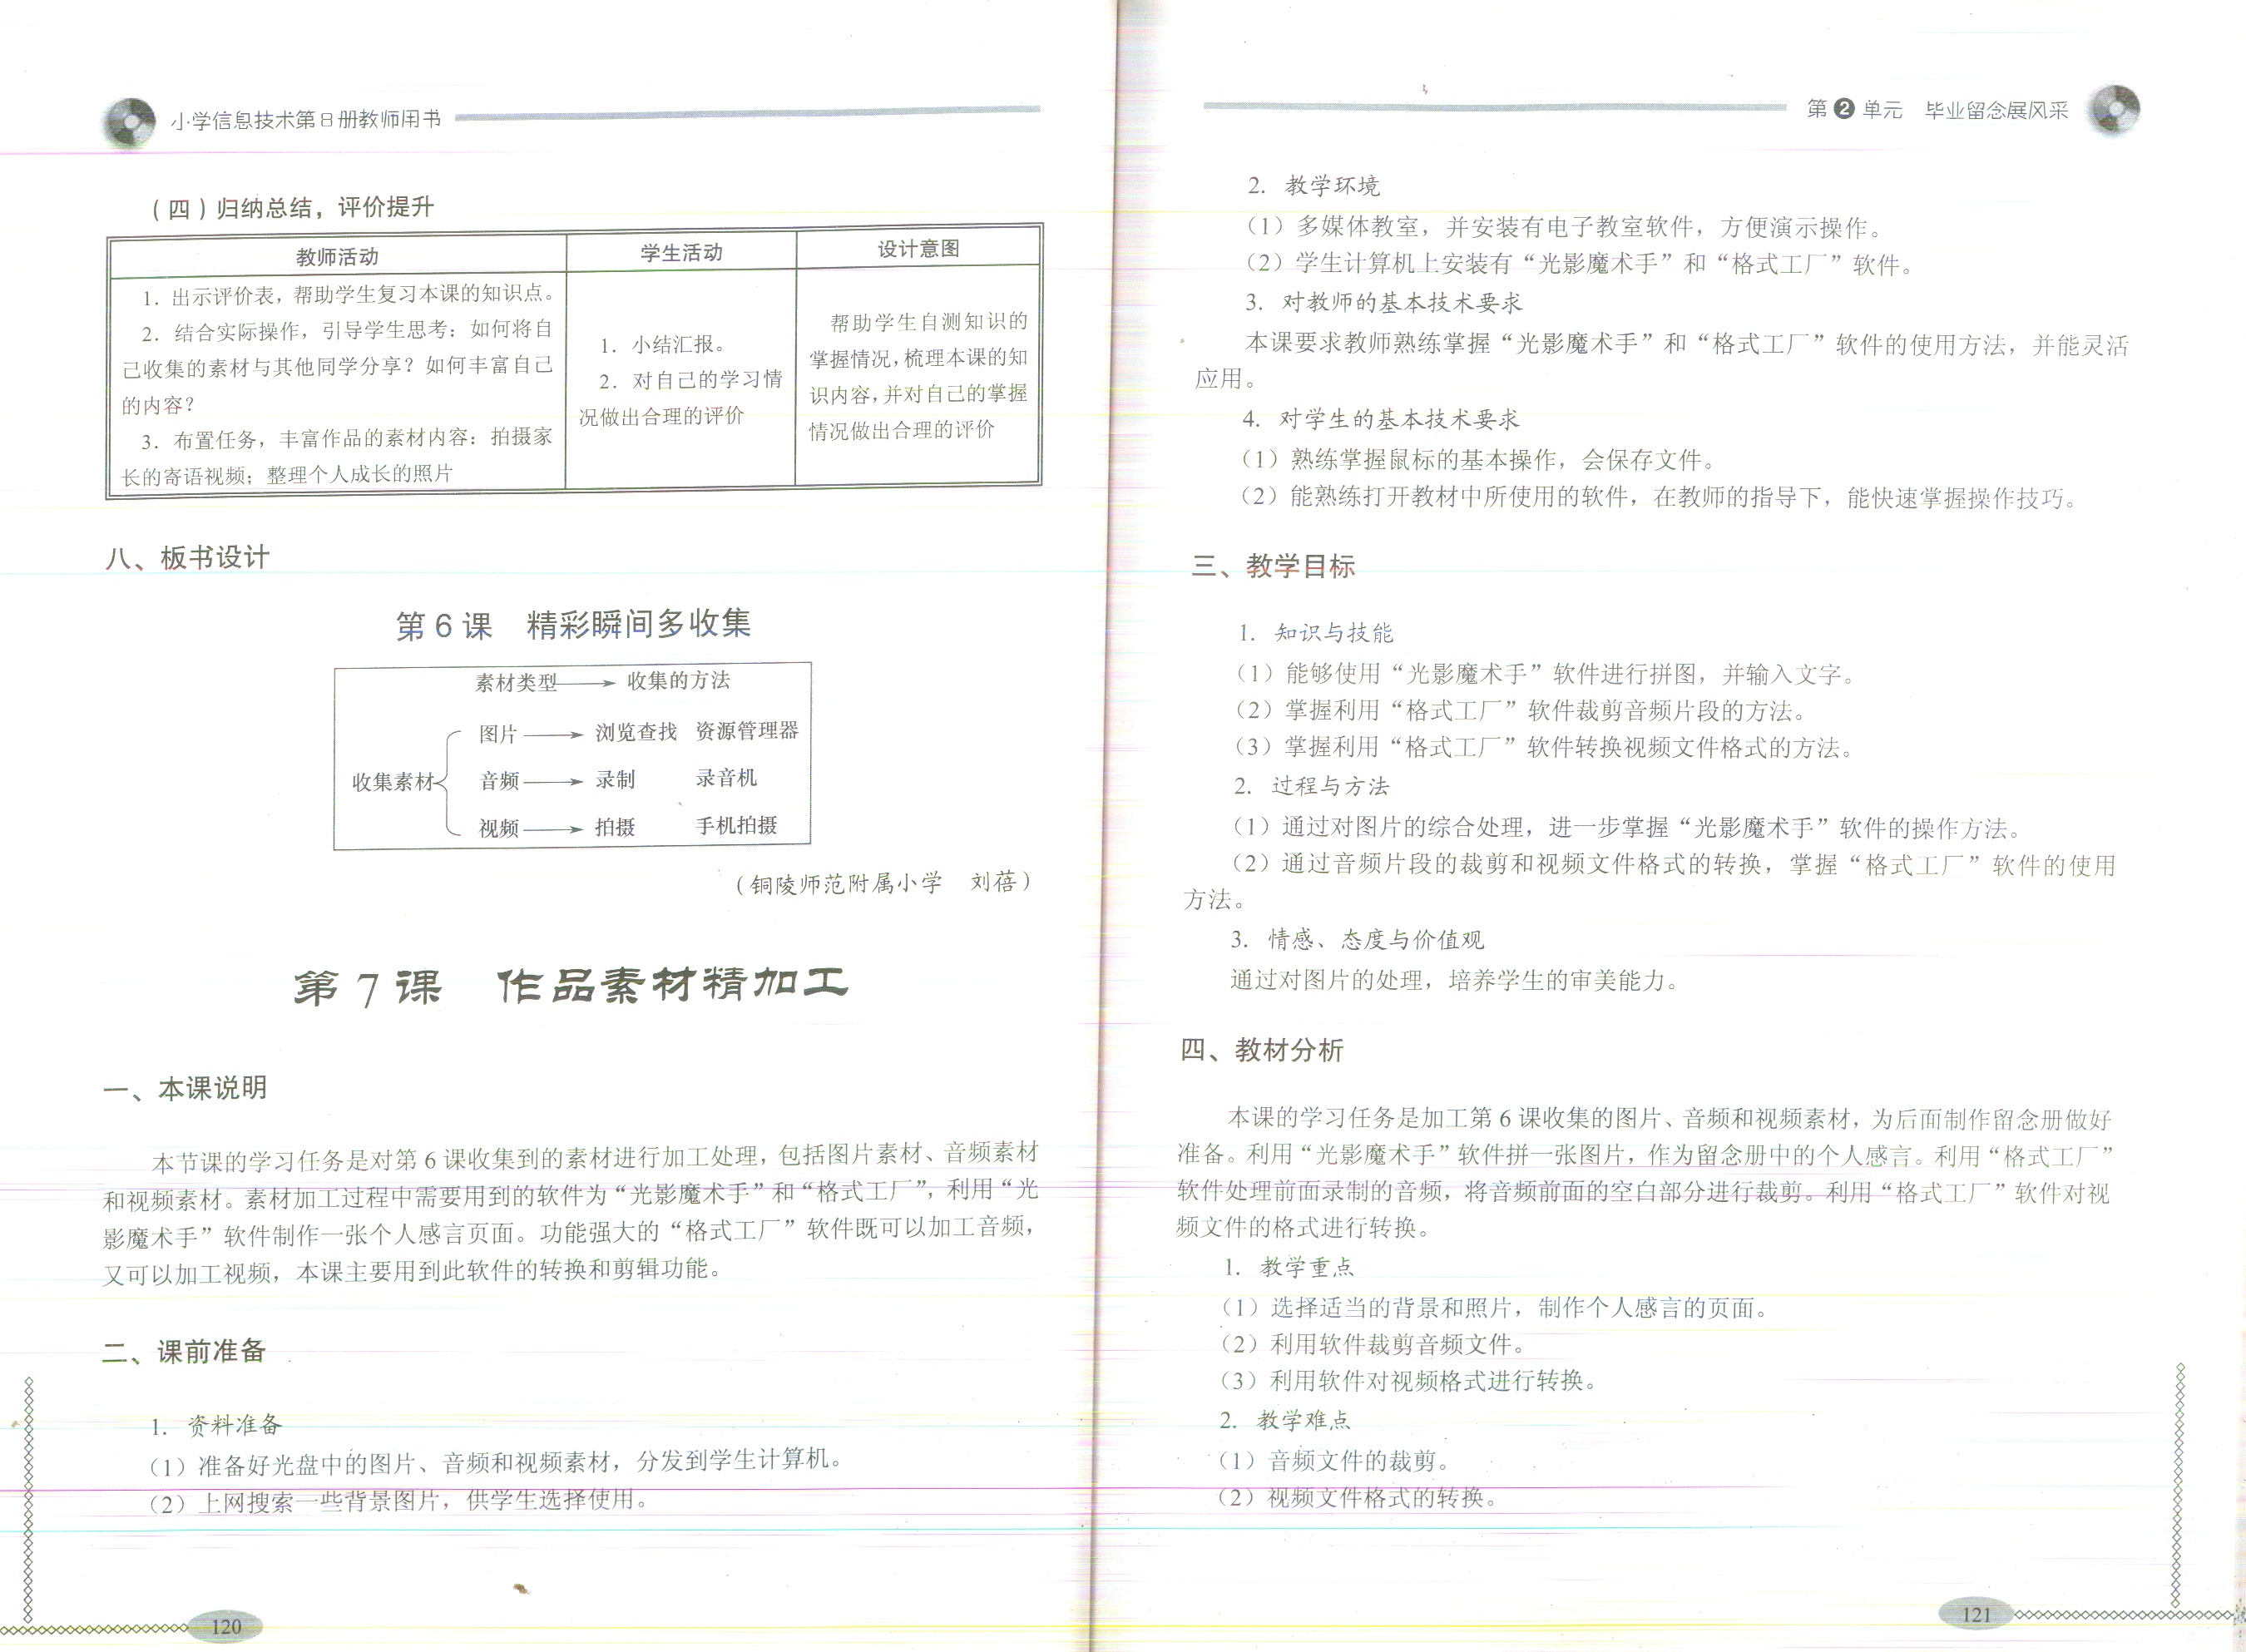 小学信息技术第8册教师用书
（四）归纳总结，评价提升
教师活动
学生活动
设计意图
1．出示评价表，帮助学生复习本课的知识点。
2．结合实际操作，引导学生思考：如何将自
己收集的素材与其他同学分享？如何丰富自己
的内容？
3．布置任务，丰富作品的素材内容：拍摄家
长的寄语视频；整理个人成长的照片
1．小结汇报。
2．对自己的学习情
况做出合理的评价
帮助学生自测知识的
掌握情况，梳理本课的知
识内容，并对自己的掌握
情况做出合理的评价
八、板书设计
第6课　精彩瞬间多收集
素材类型 → 收集的方法
图片 → 浏览查找　资源管理器
收集素材　音频 → 录制　录音机
视频 → 拍摄　手机拍摄
（铜陵师范附属小学　刘蓓）
第7课　作品素材精加工
一、本课说明
本节课的学习任务是对第6课收集到的素材进行加工处理，包括图片素材、音频素材
和视频素材。素材加工过程中需要用到的软件为“光影魔术手”和“格式工厂”，利用“光
影魔术手”软件制作一张个人感言页面。功能强大的“格式工厂”软件既可以加工音频，
又可以加工视频，本课主要用到此软件的转换和剪辑功能。
二、课前准备
1．资料准备
（1）准备好光盘中的图片、音频和视频素材，分发到学生计算机。
（2）上网搜索一些背景图片，供学生选择使用。
120
第2单元　毕业留念展风采
2．教学环境
（1）多媒体教室，并安装有电子教室软件，方便演示操作。
（2）学生计算机上安装有“光影魔术手”和“格式工厂”软件。
3．对教师的基本技术要求
本课要求教师熟练掌握“光影魔术手”和“格式工厂”软件的使用方法，并能灵活
应用。
4．对学生的基本技术要求
（1）熟练掌握鼠标的基本操作，会保存文件。
（2）能熟练打开教材中所使用的软件，在教师的指导下，能快速掌握操作技巧。
三、教学目标
1．知识与技能
（1）能够使用“光影魔术手”软件进行拼图，并输入文字。
（2）掌握利用“格式工厂”软件裁剪音频片段的方法。
（3）掌握利用“格式工厂”软件转换视频文件格式的方法。
2．过程与方法
（1）通过对图片的综合处理，进一步掌握“光影魔术手”软件的操作方法。
（2）通过音频片段的裁剪和视频文件格式的转换，掌握“格式工厂”软件的使用
方法。
3．情感、态度与价值观
通过对图片的处理，培养学生的审美能力。
四、教材分析
本课的学习任务是加工第6课收集的图片、音频和视频素材，为后面制作留念册做好
准备。利用“光影魔术手”软件拼一张图片，作为留念册中的个人感言。利用“格式工厂”
软件处理前面录制的音频，将音频前面的空白部分进行裁剪。利用“格式工厂”软件对视
频文件的格式进行转换。
1．教学重点
（1）选择适当的背景和照片，制作个人感言的页面。
（2）利用软件裁剪音频文件。
（3）利用软件对视频格式进行转换。
2．教学难点
（1）音频文件的裁剪。
（2）视频文件格式的转换。
121